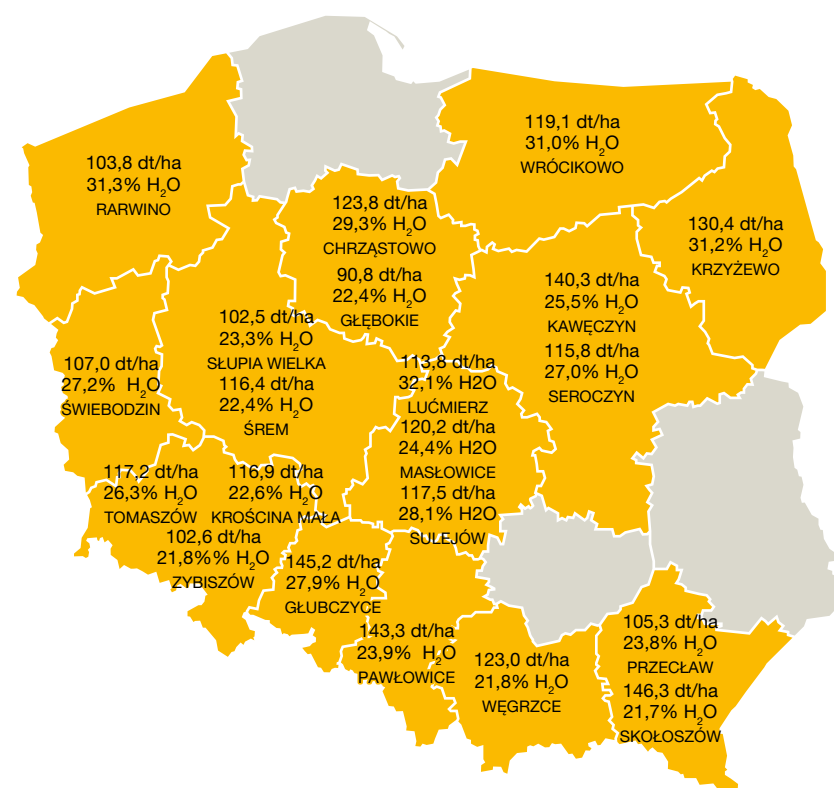 119,1 dt/ha
31,0% H₂O
WRÓCIKOWO
103,8 dt/ha
31,3% H₂O
RARWINO
123,8 dt/ha
29,3% H₂O
CHRZĄSTOWO
90,8 dt/ha
22,4% H₂O
GŁĘBOKIE
130,4 dt/ha
31,2% H₂O
KRZYŻEWO
140,3 dt/ha
25,5% H₂O
KAWĘCZYN
115,8 dt/ha
27,0% H₂O
SEROCZYN
102,5 dt/ha
23,3% H₂O
SŁUPIA WIELKA
116,4 dt/ha
22,4% H₂O
ŚREM
107,0 dt/ha
27,2% H₂O
ŚWIEBODZIN
113,8 dt/ha
32,1% H2O
LUĆMIERZ
120,2 dt/ha
24,4% H2O
MASŁOWICE
117,5 dt/ha
28,1% H2O
SULEJÓW
117,2 dt/ha
26,3% H₂O
TOMASZÓW
116,9 dt/ha
22,6% H₂O
KROŚCINA MAŁA
102,6 dt/ha
21,8%% H₂O
ZYBISZÓW
145,2 dt/ha
27,9% H₂O
GŁUBCZYCE
143,3 dt/ha
23,9% H₂O
PAWŁOWICE
123,0 dt/ha
21,8% H₂O
WĘGRZCE
105,3 dt/ha
23,8% H₂O
PRZECŁAW
146,3 dt/ha
21,7% H₂O
SKOŁOSZÓW